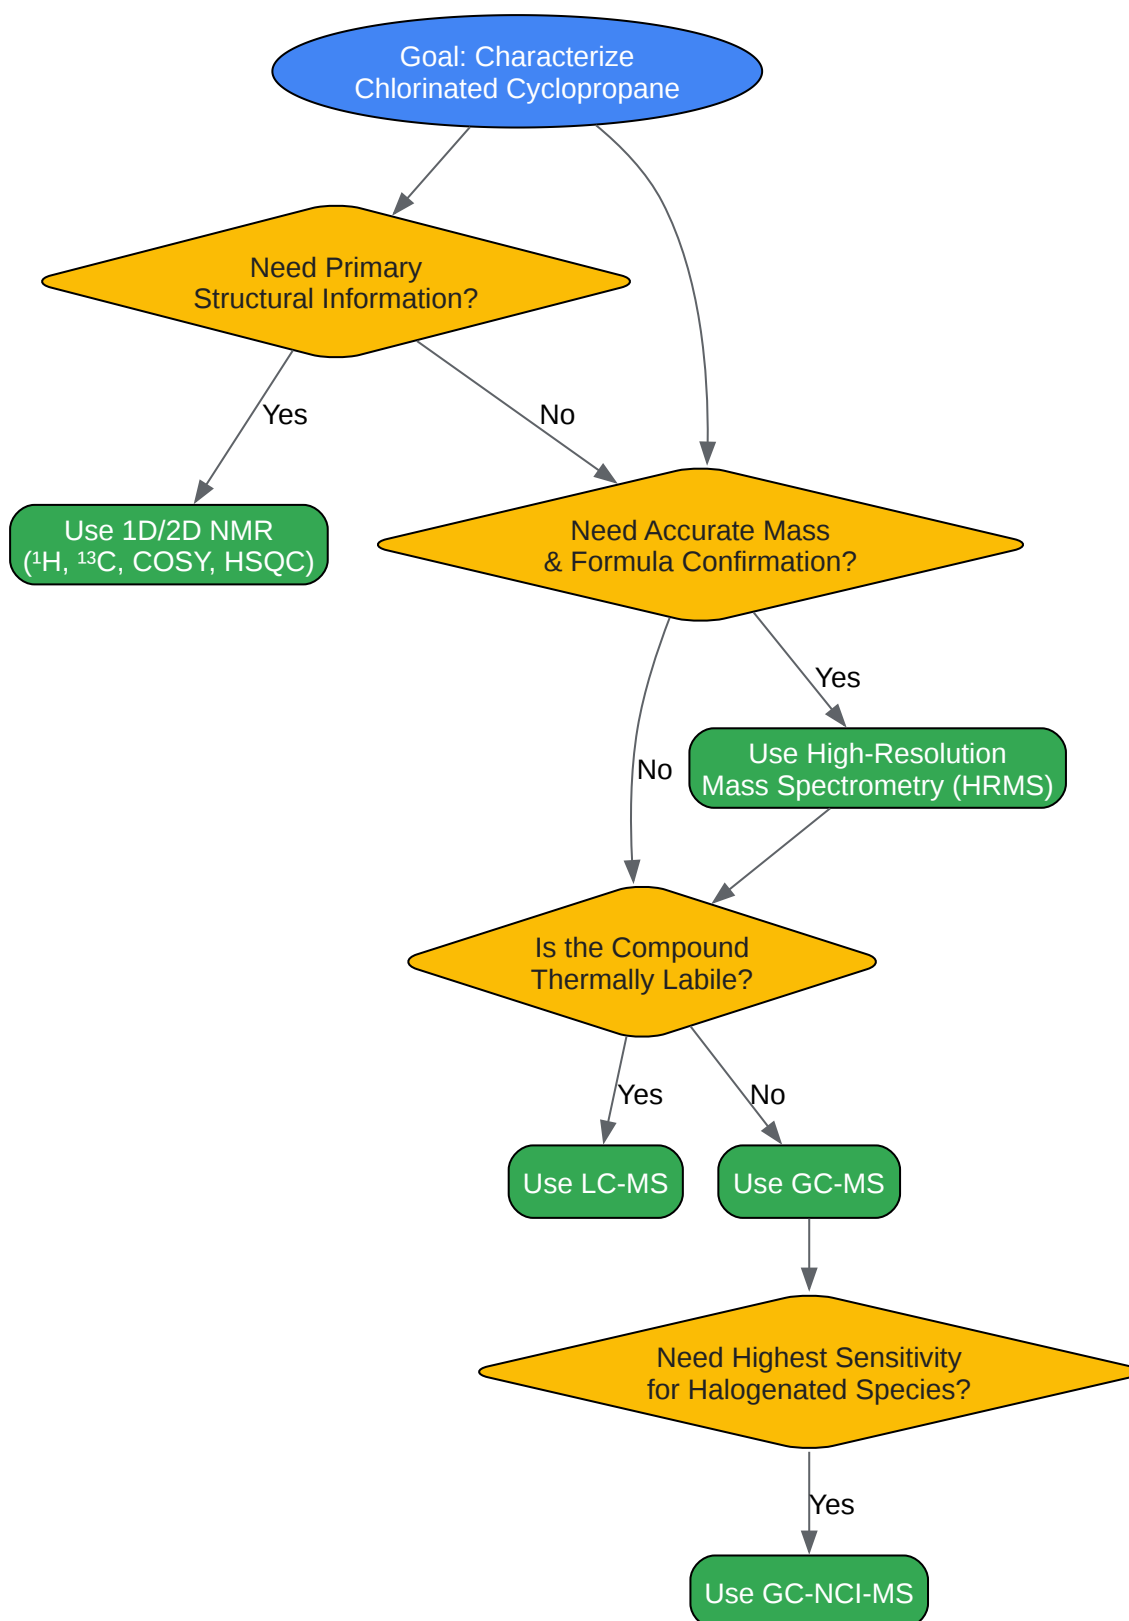 Goal: Characterize
Chlorinated Cyclopropane
Need Primary
Structural Information?
Yes
No
Use 1D/2D NMR
(¹H, ¹³C, COSY, HSQC)
Need Accurate Mass
& Formula Confirmation?
Yes
No
Use High-Resolution
Mass Spectrometry (HRMS)
Is the Compound
Thermally Labile?
Yes
No
Use LC-MS
Use GC-MS
Need Highest Sensitivity
for Halogenated Species?
Yes
Use GC-NCI-MS